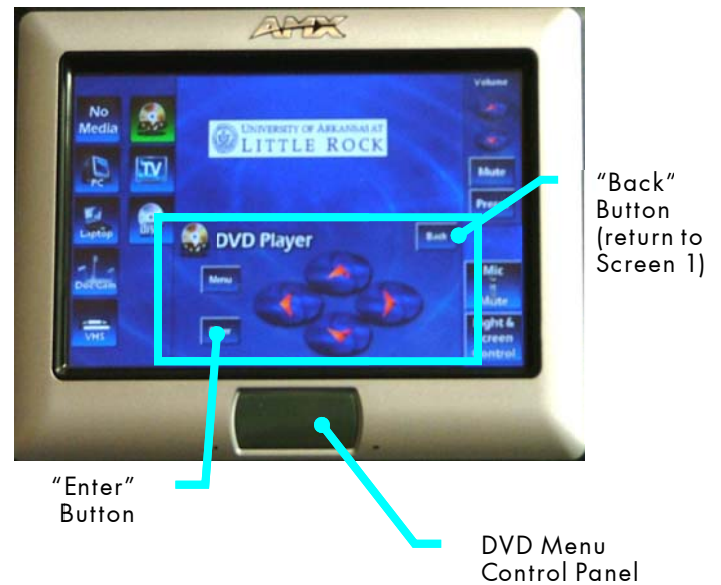 AMX
No
Media
PC
TV
Laptop
disc
Doc Cam
VHS
UNIVERSITY OF ARKANSAS AT
LITTLE ROCK
Volume
Mute
DVD Player
Back
Menu
Mic
Mute
Screen
"Back"
Button
(return to
Screen 1)
"Enter"
Button
DVD Menu
Control Panel